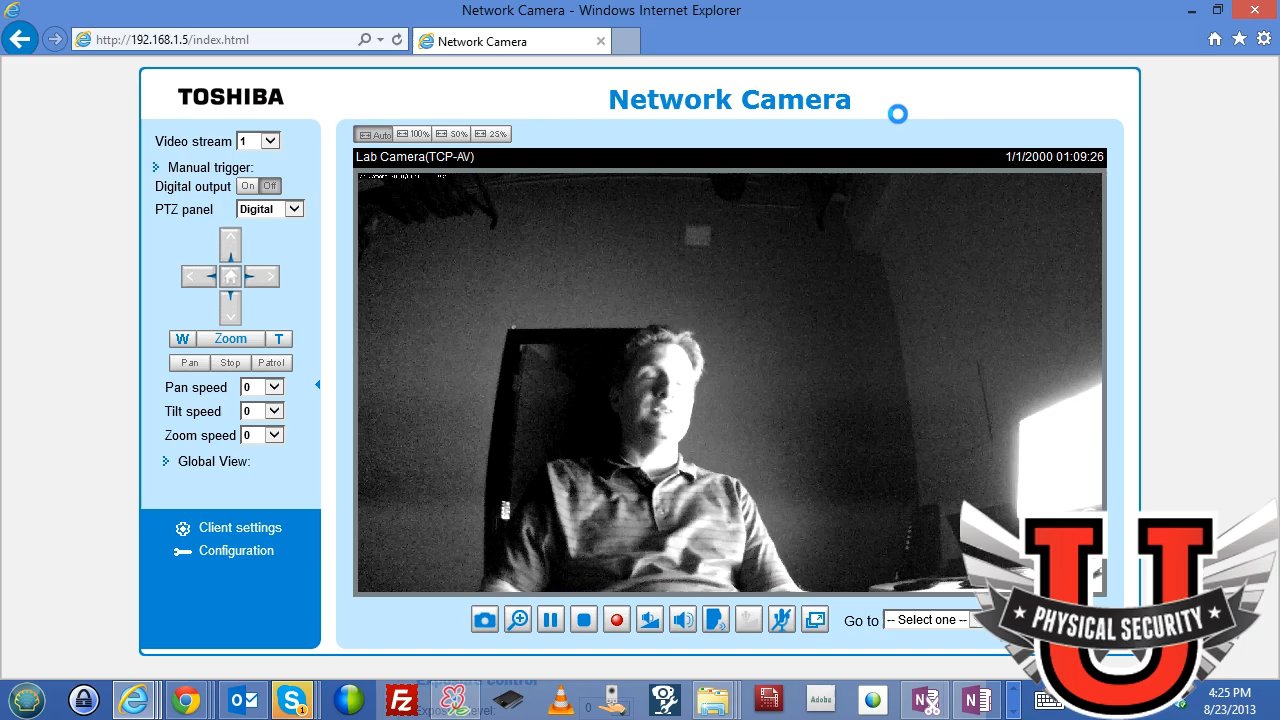 Network Camera - Windows Internet Explorer
http://192.168.1.5/index.html
Network Camera
TOSHIBA
Network Camera
Video stream 1
Manual trigger:
Digital output On Off
PTZ panel Digital
W Zoom T
Pan Stop Patrol
Pan speed 0
Tilt speed 0
Zoom speed 0
Global View:
Client settings
Configuration
Auto 100% 50% 25%
Lab Camera(TCP-AV) 1/1/2000 01:09:26
Go to -- Select one --
U
PHYSICAL SECURITY
Adobe
4:25 PM
8/23/2013